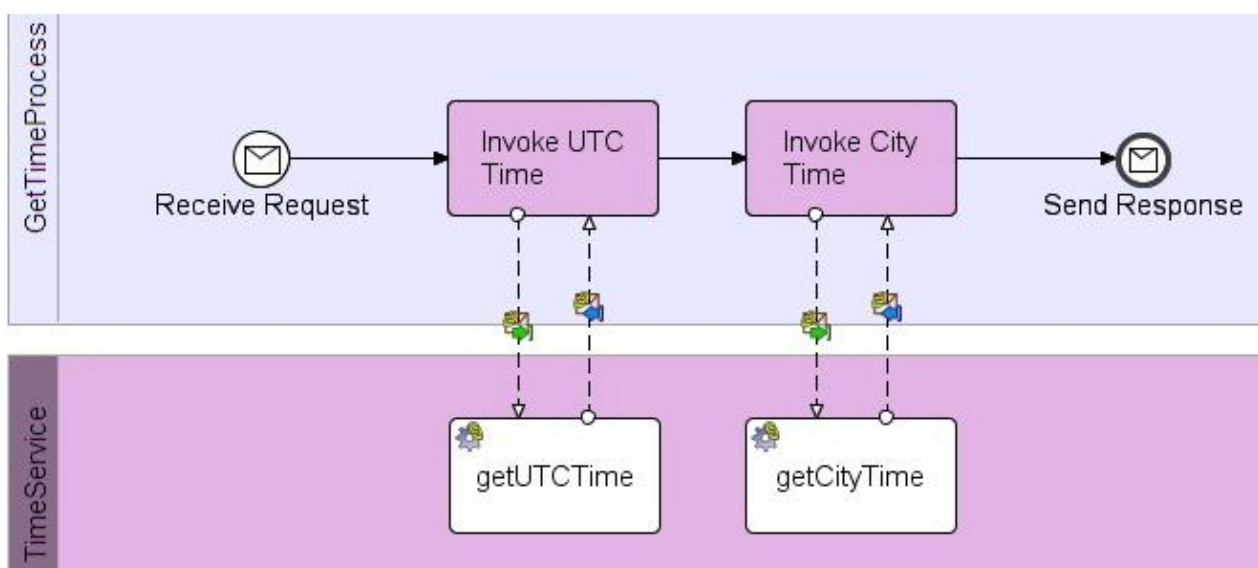 GetTimeProcess
Invoke UTC
Time
Invoke City
Time
Receive Request
Send Response
TimeService
getUTCTime
getCityTime